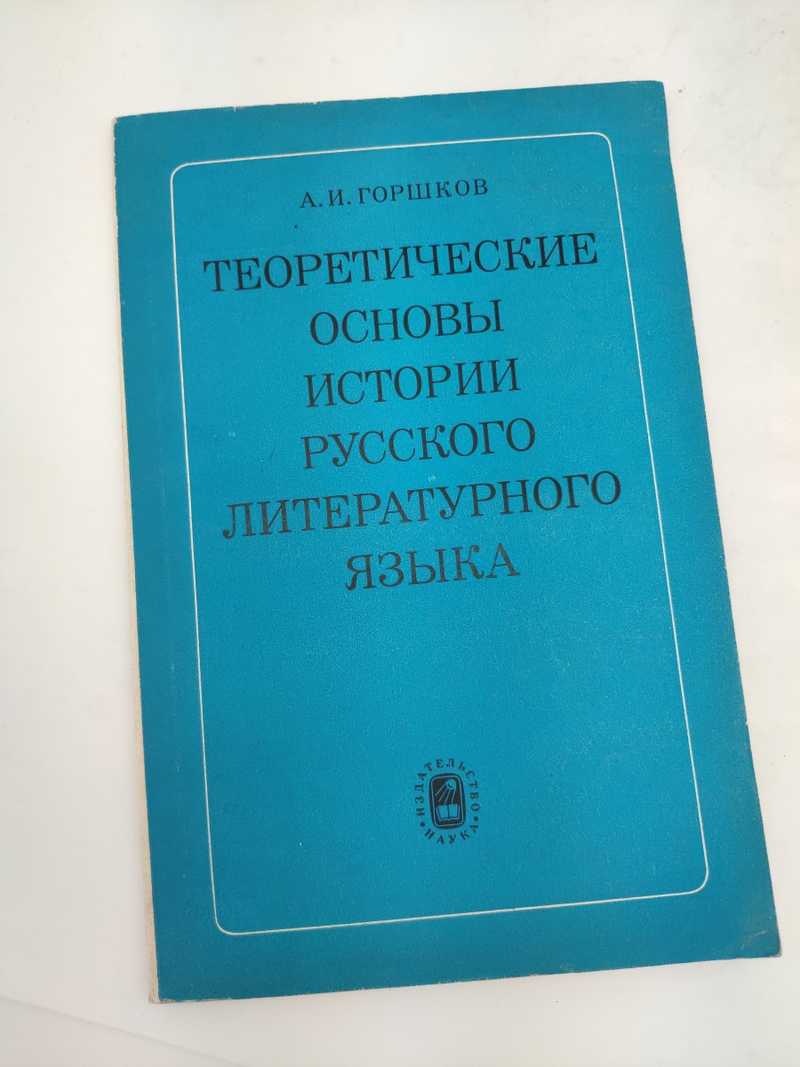 А. И. ГОРШКОВ
ТЕОРЕТИЧЕСКИЕ
ОСНОВЫ
ИСТОРИИ
РУССКОГО
ЛИТЕРАТУРНОГО
ЯЗЫКА
ИЗДАТЕЛЬСТВО
НАУКА